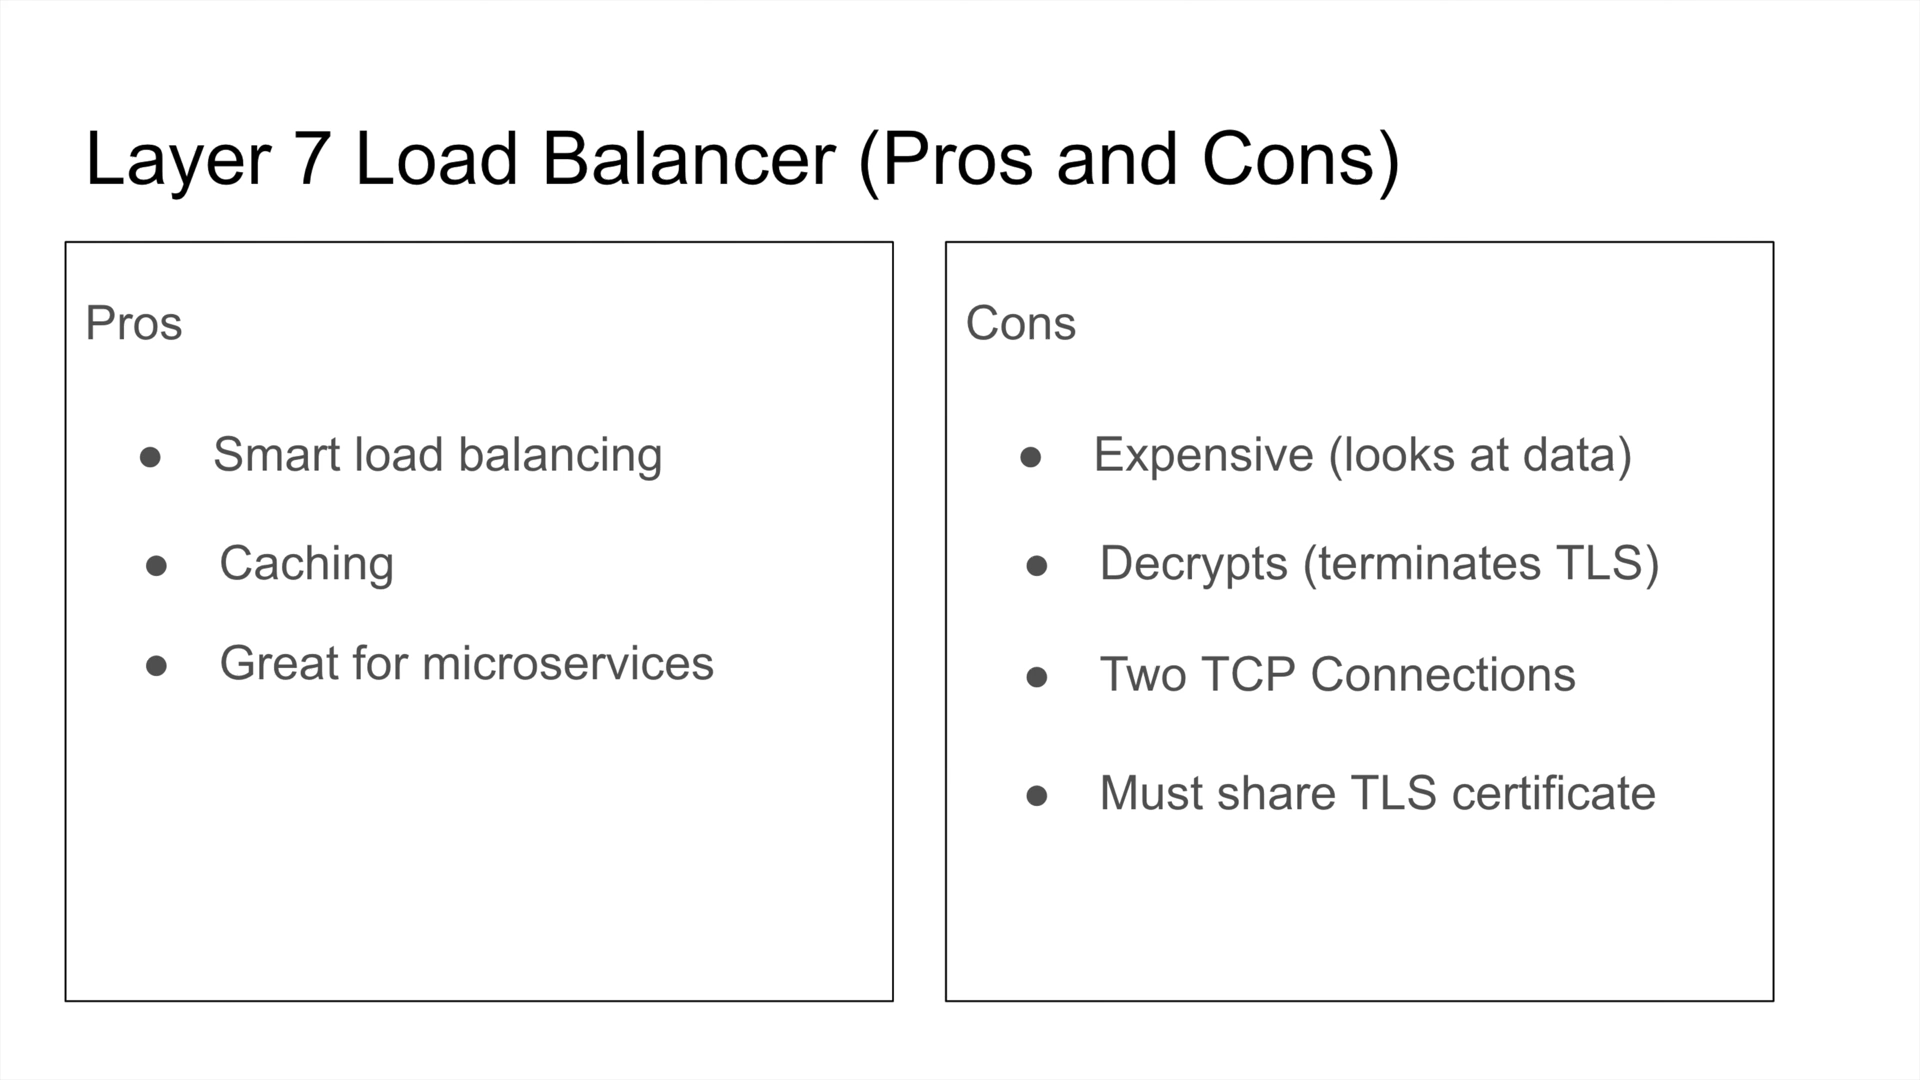 Layer 7 Load Balancer (Pros and Cons)
Pros
● Smart load balancing
● Caching
● Great for microservices
Cons
● Expensive (looks at data)
● Decrypts (terminates TLS)
● Two TCP Connections
● Must share TLS certificate